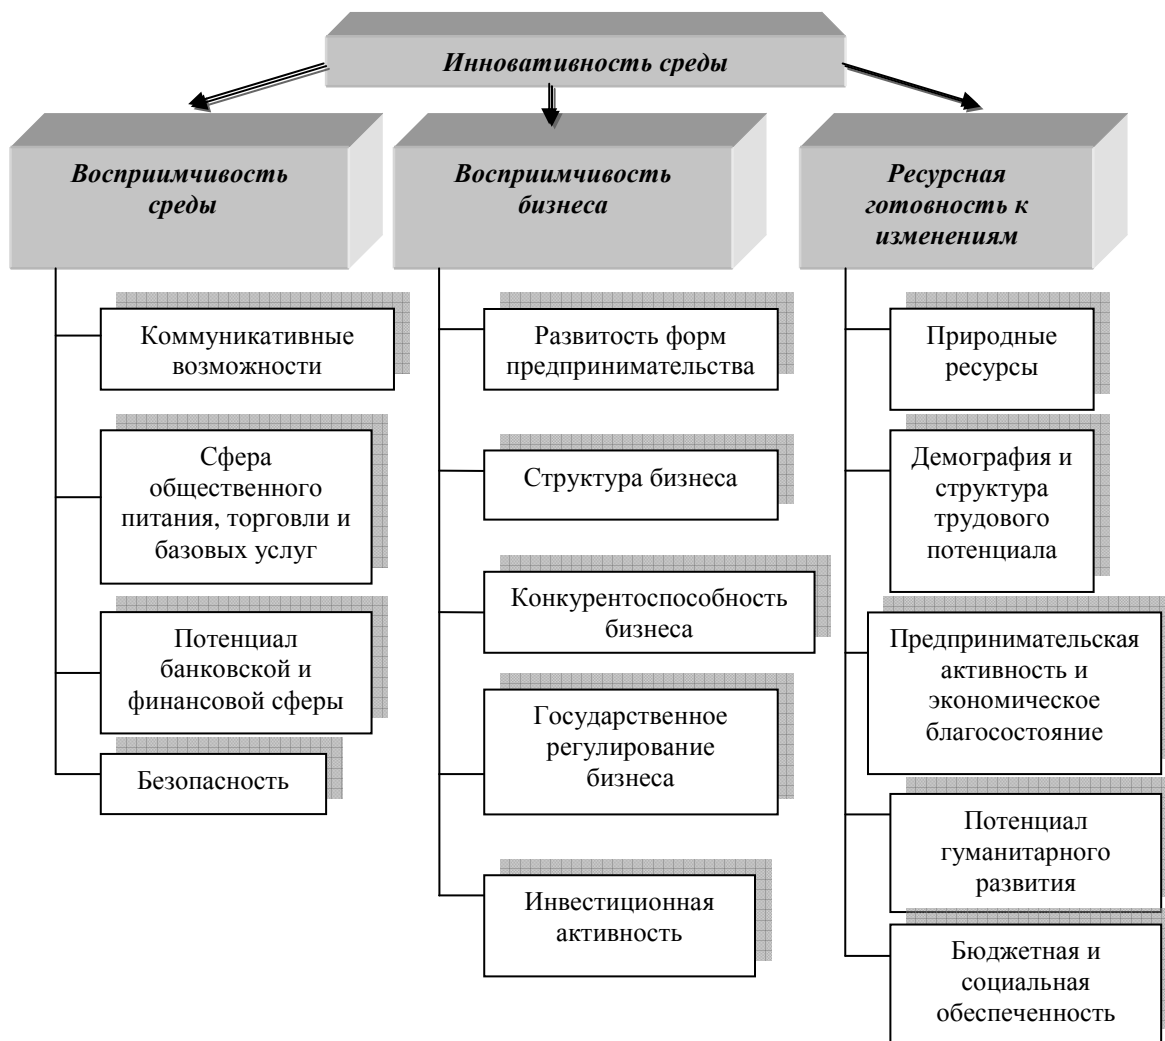 Инновативность среды
Восприимчивость
среды
Коммуникативные
возможности
Сфера
общественного
питания, торговли и
базовых услуг
Потенциал
банковской и
финансовой сферы
Безопасность
Восприимчивость
бизнеса
Развитость форм
предпринимательства
Структура бизнеса
Конкурентоспособность
бизнеса
Государственное
регулирование
бизнеса
Инвестиционная
активность
Ресурсная
готовность к
изменениям
Природные
ресурсы
Демография и
структура
трудового
потенциала
Предпринимательская
активность и
экономическое
благосостояние
Потенциал
гуманитарного
развития
Бюджетная и
социальная
обеспеченность